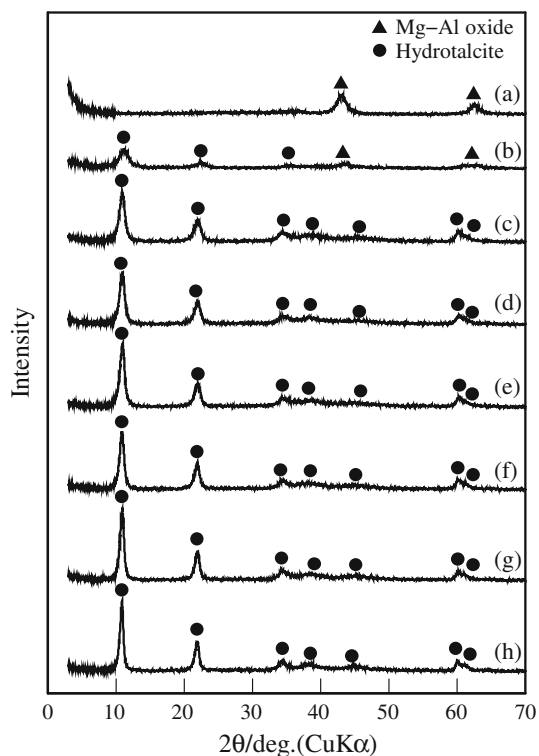 ▲ Mg–Al oxide
● Hydrotalcite
(a)
(b)
(c)
(d)
(e)
(f)
(g)
(h)
Intensity
0 10 20 30 40 50 60 70
2θ/deg.(CuKα)